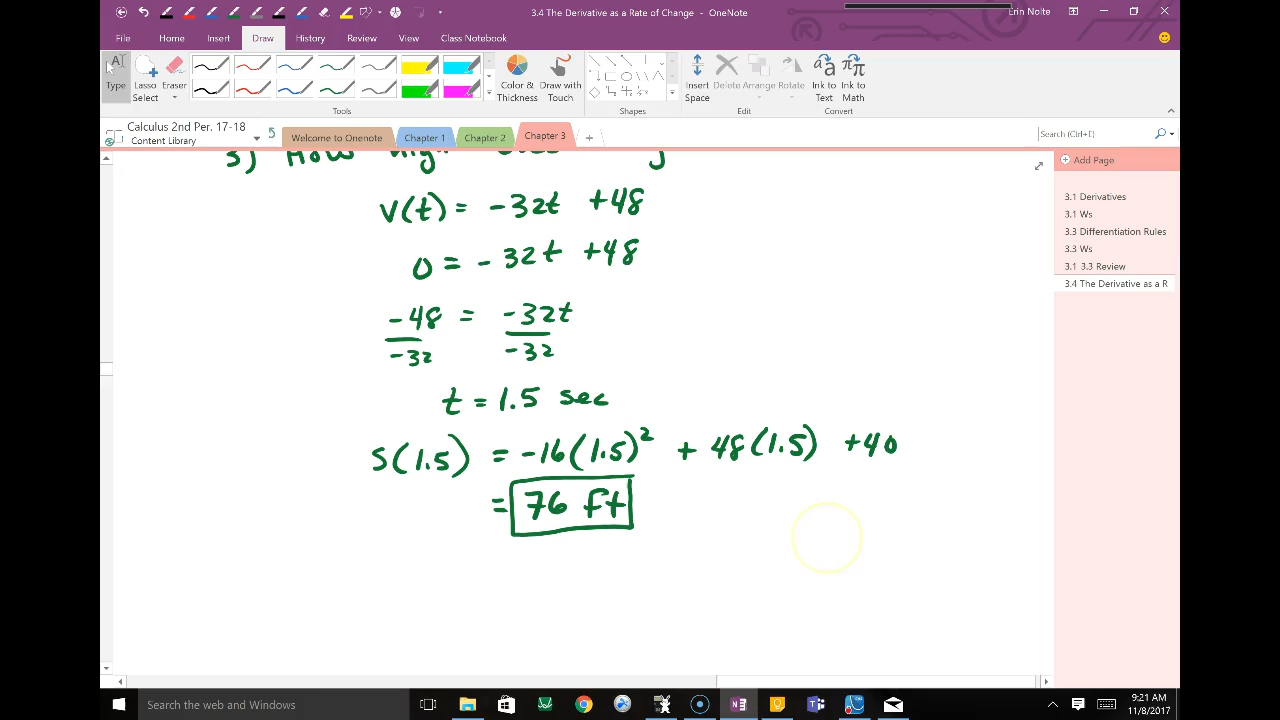 3.4 The Derivative as a Rate of Change - OneNote
Erin Nolte
File Home Insert Draw History Review View Class Notebook
Type
Lasso Select
Eraser
Color & Thickness
Draw with Touch
Insert Space
Delete Arrange Rotate
Ink to Text
Ink to Math
Tools Shapes Edit Convert
Calculus 2nd Per. 17-18
Content Library
Welcome to Onenote Chapter 1 Chapter 2 Chapter 3 +
Search (Ctrl+E)
Add Page
3.1 Derivatives
3.1 Ws
3.3 Differentiation Rules
3.3 Ws
3.1 3.3 Review
3.4 The Derivative as a R
3) How
v(t) = -32t +48
0 = -32t +48
-48 = -32t
-32 -32
t = 1.5 sec
s(1.5) = -16(1.5)² + 48(1.5) +40
= 76 ft
Search the web and Windows
9:21 AM
11/8/2017